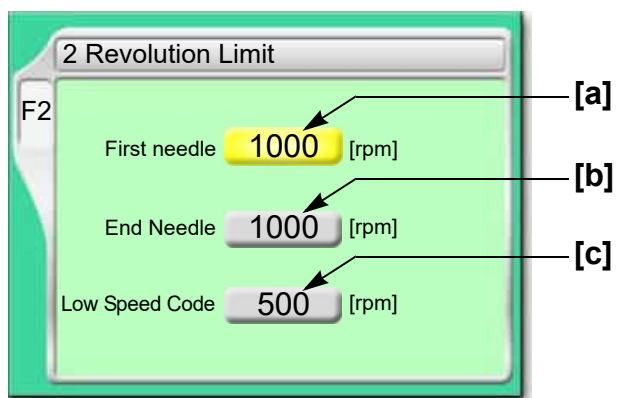 2 Revolution Limit
F2
[a]
First needle 1000 [rpm]
[b]
End Needle 1000 [rpm]
[c]
Low Speed Code 500 [rpm]